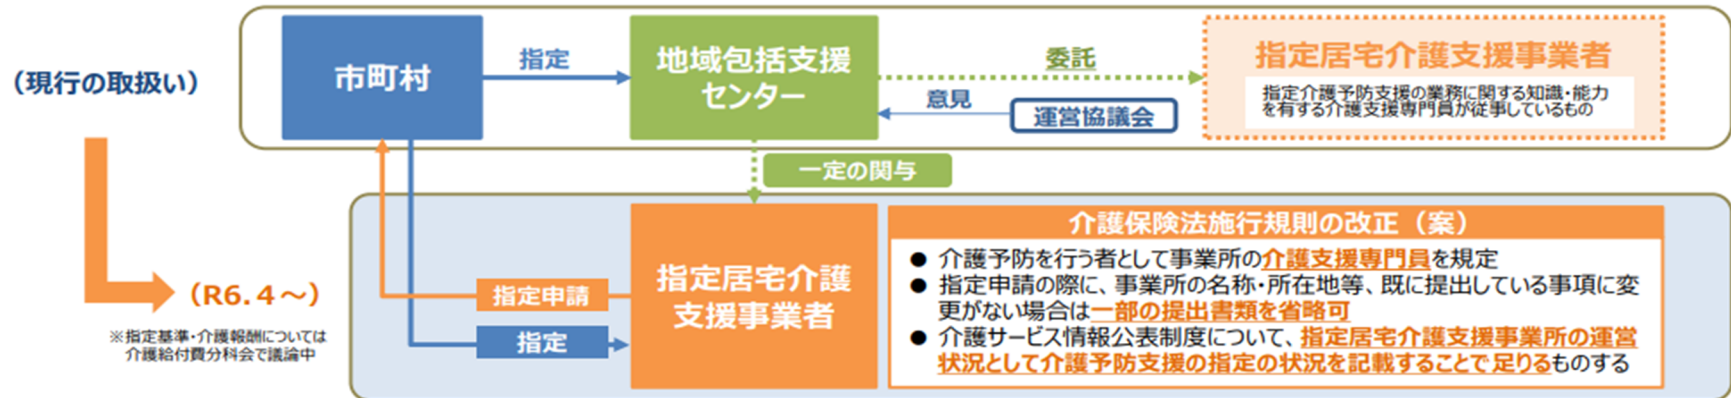 （現行の取扱い）
市町村
指定
地域包括支援
センター
委託
意見
運営協議会
指定居宅介護支援事業者
指定介護予防支援の業務に関する知識・能力
を有する介護支援専門員が従事しているもの
一定の関与
（R6.4～）
※指定基準・介護報酬については
介護給付費分科会で議論中
指定申請
指定
指定居宅介護
支援事業者
介護保険法施行規則の改正（案）
● 介護予防を行う者として事業所の介護支援専門員を規定
● 指定申請の際に、事業所の名称・所在地等、既に提出している事項に変
更がない場合は一部の提出書類を省略可
● 介護サービス情報公表制度について、指定居宅介護支援事業所の運営
状況として介護予防支援の指定の状況を記載することで足りるものする